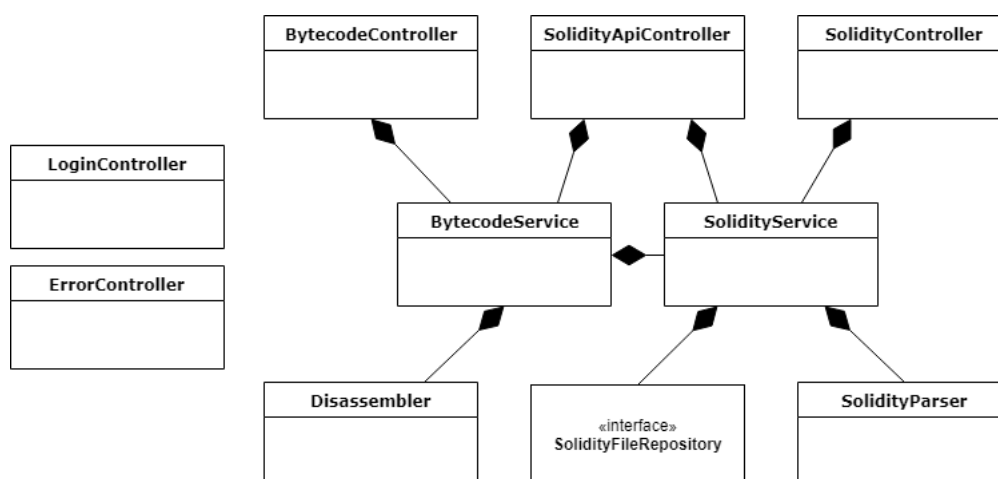 BytecodeController
SolidityApiController
SolidityController
LoginController
BytecodeService
SolidityService
ErrorController
Disassembler
«interface»
SolidityFileRepository
SolidityParser